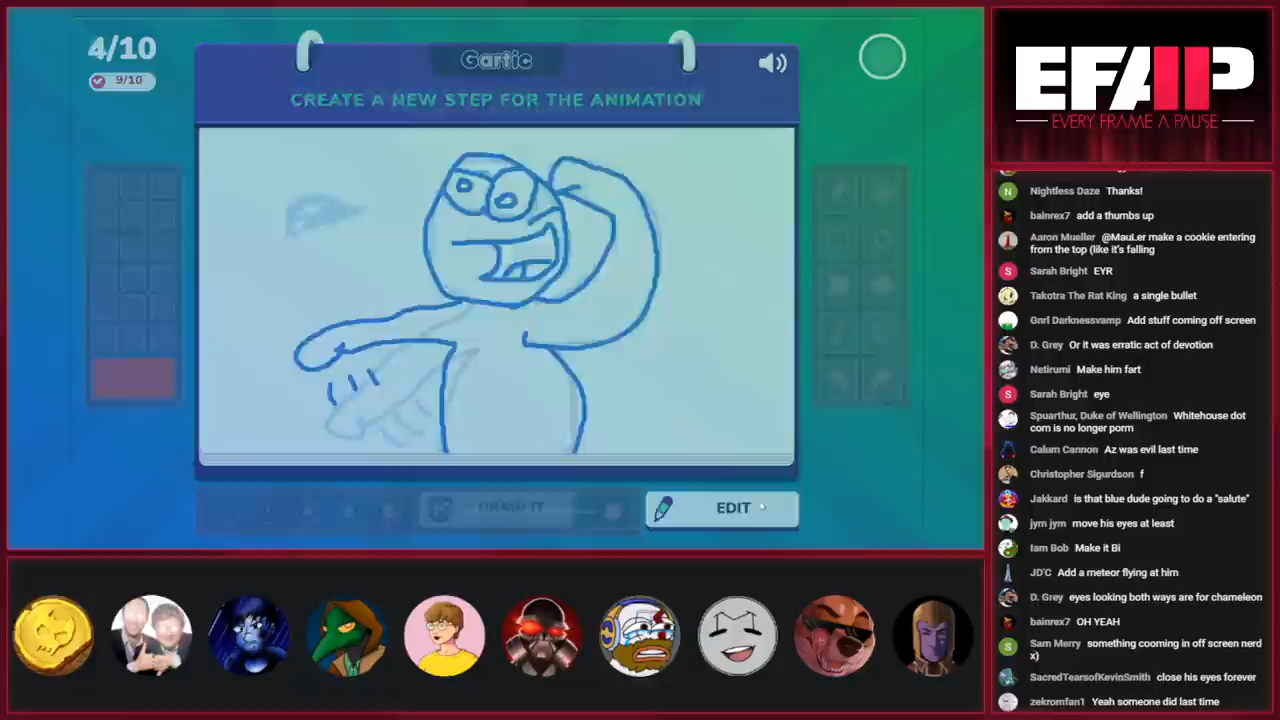 4/10
9/10
Gartic
CREATE A NEW STEP FOR THE ANIMATION
EDIT
EFAP
EVERY FRAME A PAUSE
N Nightless Daze Thanks!
bainrex7 add a thumbs up
Aaron Mueller @MauLer make a cookie entering
from the top (like it's falling
S Sarah Bright EYR
Takotra The Rat King a single bullet
Gnrl Darknessvamp Add stuff coming off screen
D. Grey Or it was erratic act of devotion
Netirumi Make him fart
S Sarah Bright eye
Spuarthur, Duke of Wellington Whitehouse dot
com is no longer porm
Calum Cannon Az was evil last time
Christopher Sigurdson f
Jakkard is that blue dude going to do a "salute"
jym jym move his eyes at least
Iam Bob Make it Bi
JD'C Add a meteor flying at him
D. Grey eyes looking both ways are for chameleon
bainrex7 OH YEAH
S Sam Merry something cooming in off screen nerd
x)
SacredTearsofKevinSmith close his eyes forever
zekromfan1 Yeah someone did last time